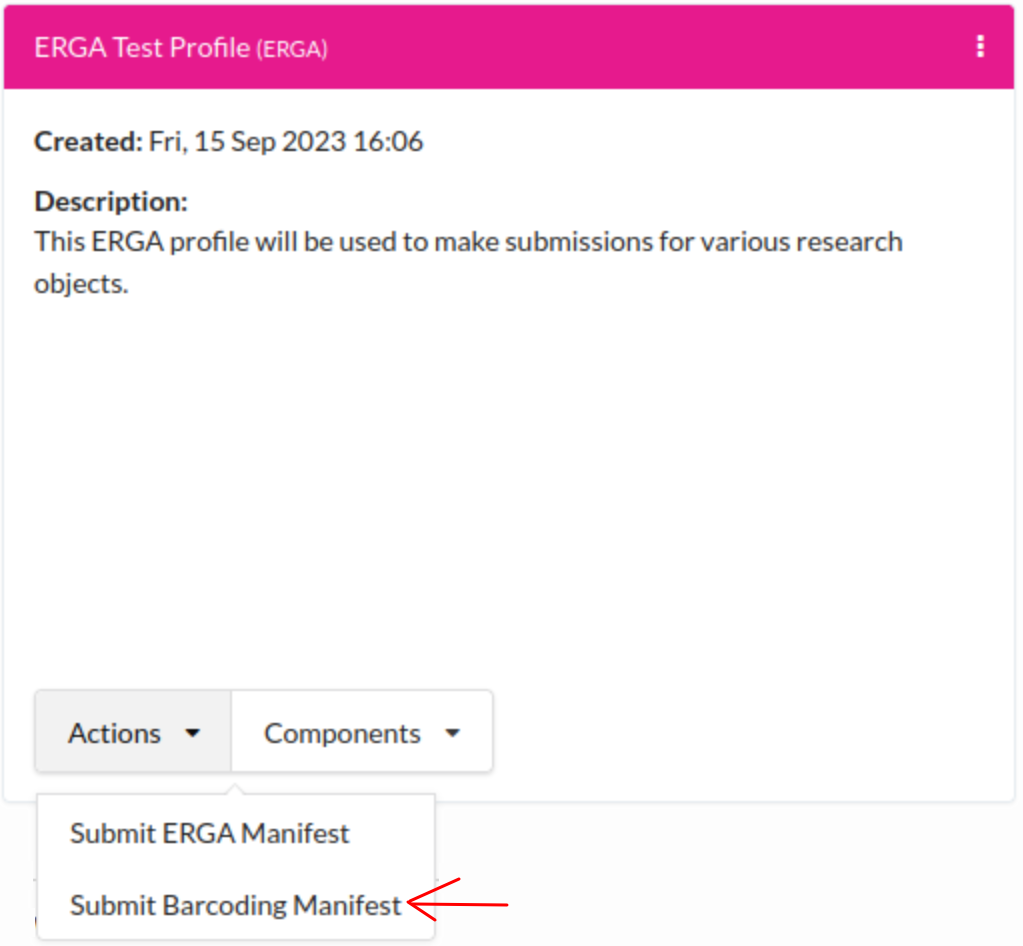 ERGA Test Profile (ERGA)
Created: Fri, 15 Sep 2023 16:06
Description:
This ERGA profile will be used to make submissions for various research
objects.
Actions Components
Submit ERGA Manifest
Submit Barcoding Manifest